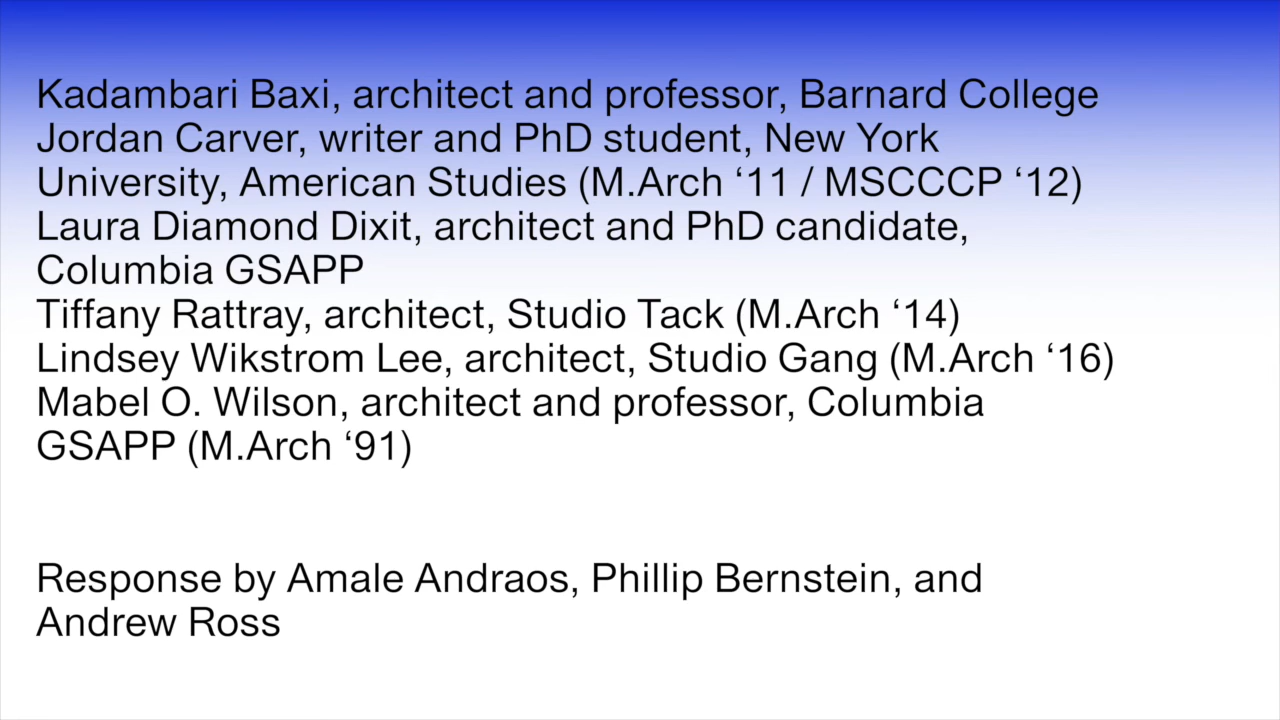 Kadambari Baxi, architect and professor, Barnard College
Jordan Carver, writer and PhD student, New York
University, American Studies (M.Arch ‘11 / MSCCCP ‘12)
Laura Diamond Dixit, architect and PhD candidate,
Columbia GSAPP
Tiffany Rattray, architect, Studio Tack (M.Arch ‘14)
Lindsey Wikstrom Lee, architect, Studio Gang (M.Arch ‘16)
Mabel O. Wilson, architect and professor, Columbia
GSAPP (M.Arch ‘91)
Response by Amale Andraos, Phillip Bernstein, and
Andrew Ross